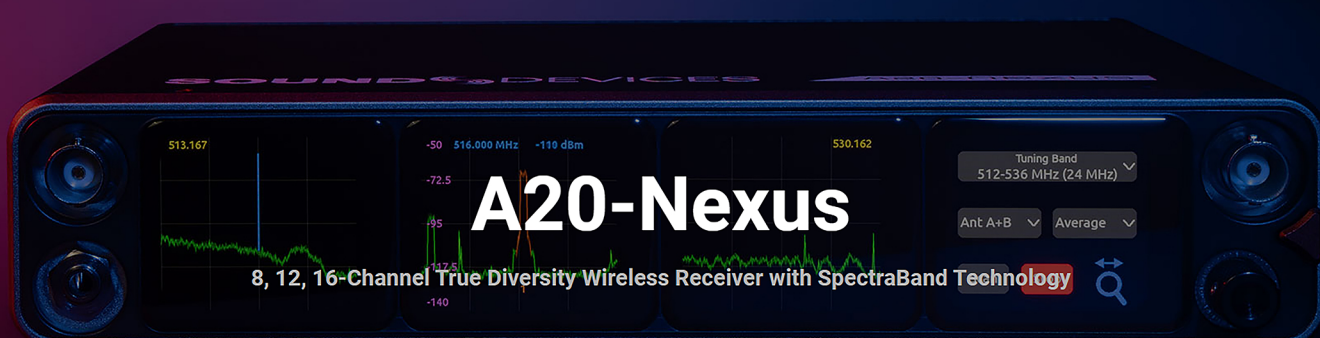 SOUND DEVICES
513.167
-50 516.000 MHz -110 dBm
530.162
-72.5
-95
-117.5
-140
Tuning Band
512-536 MHz (24 MHz)
Ant A+B
Average
A20-Nexus
8, 12, 16-Channel True Diversity Wireless Receiver with SpectraBand Technology